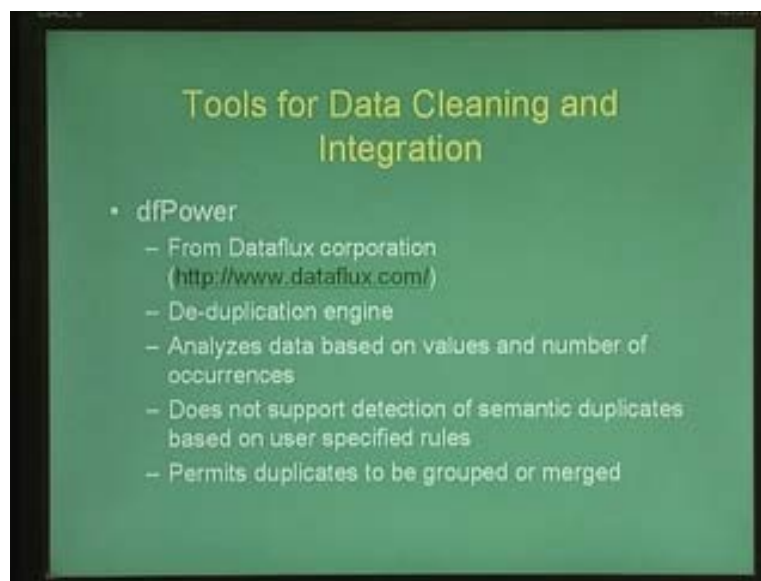 Tools for Data Cleaning and
Integration
• dfPower
– From Dataflux corporation
(http://www.dataflux.com/)
– De-duplication engine
– Analyzes data based on values and number of
occurrences
– Does not support detection of semantic duplicates
based on user specified rules
– Permits duplicates to be grouped or merged